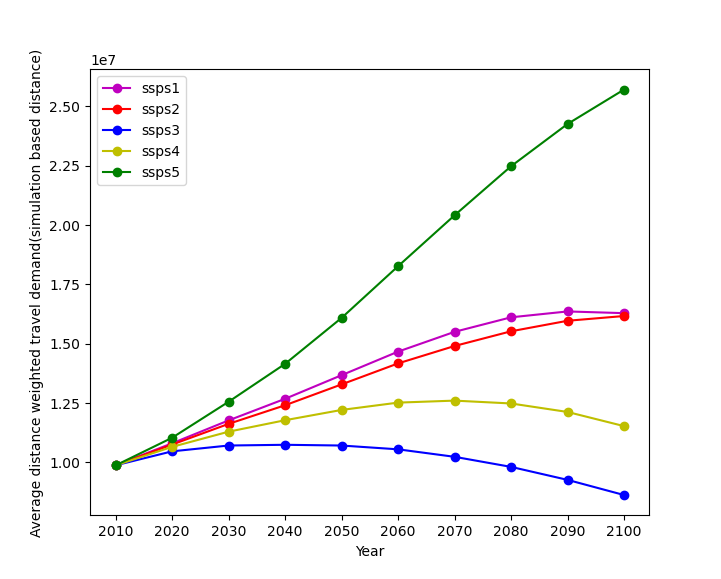 1e7
ssps1
ssps2
ssps3
ssps4
ssps5
2.50
2.25
2.00
1.75
1.50
1.25
1.00
Average distance weighted travel demand(simulation based distance)
2010 2020 2030 2040 2050 2060 2070 2080 2090 2100
Year